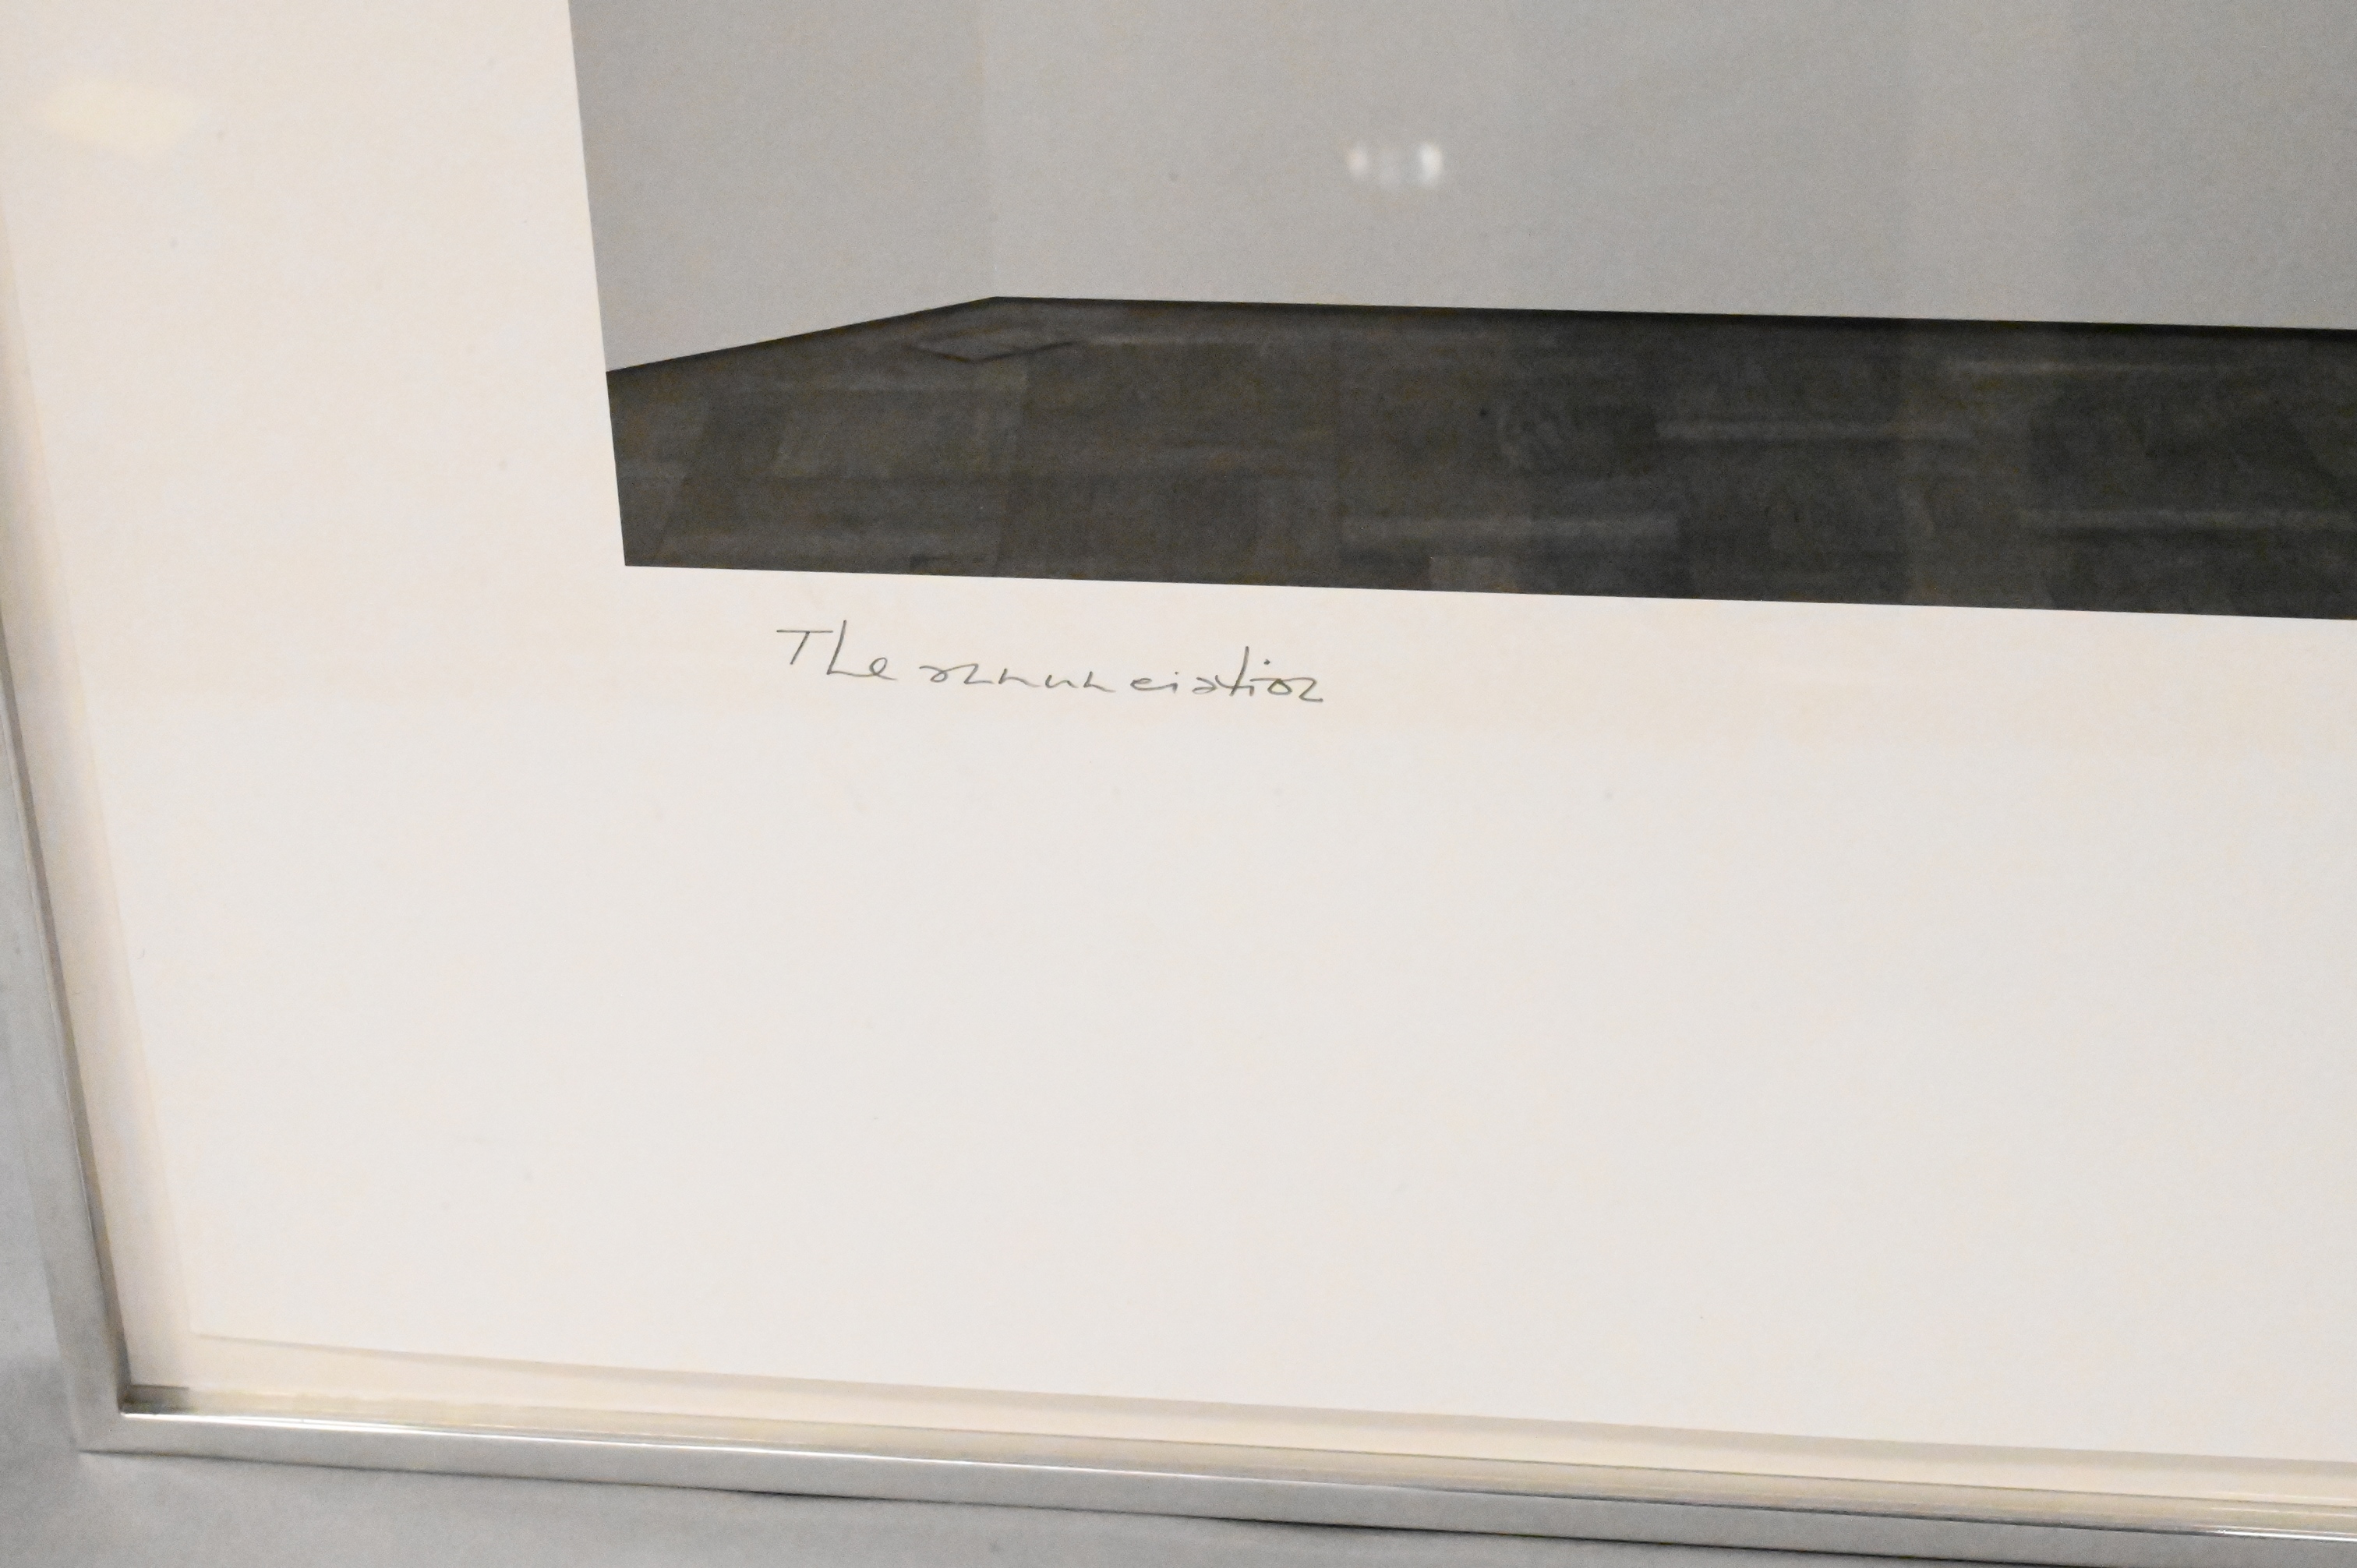 The annunciation